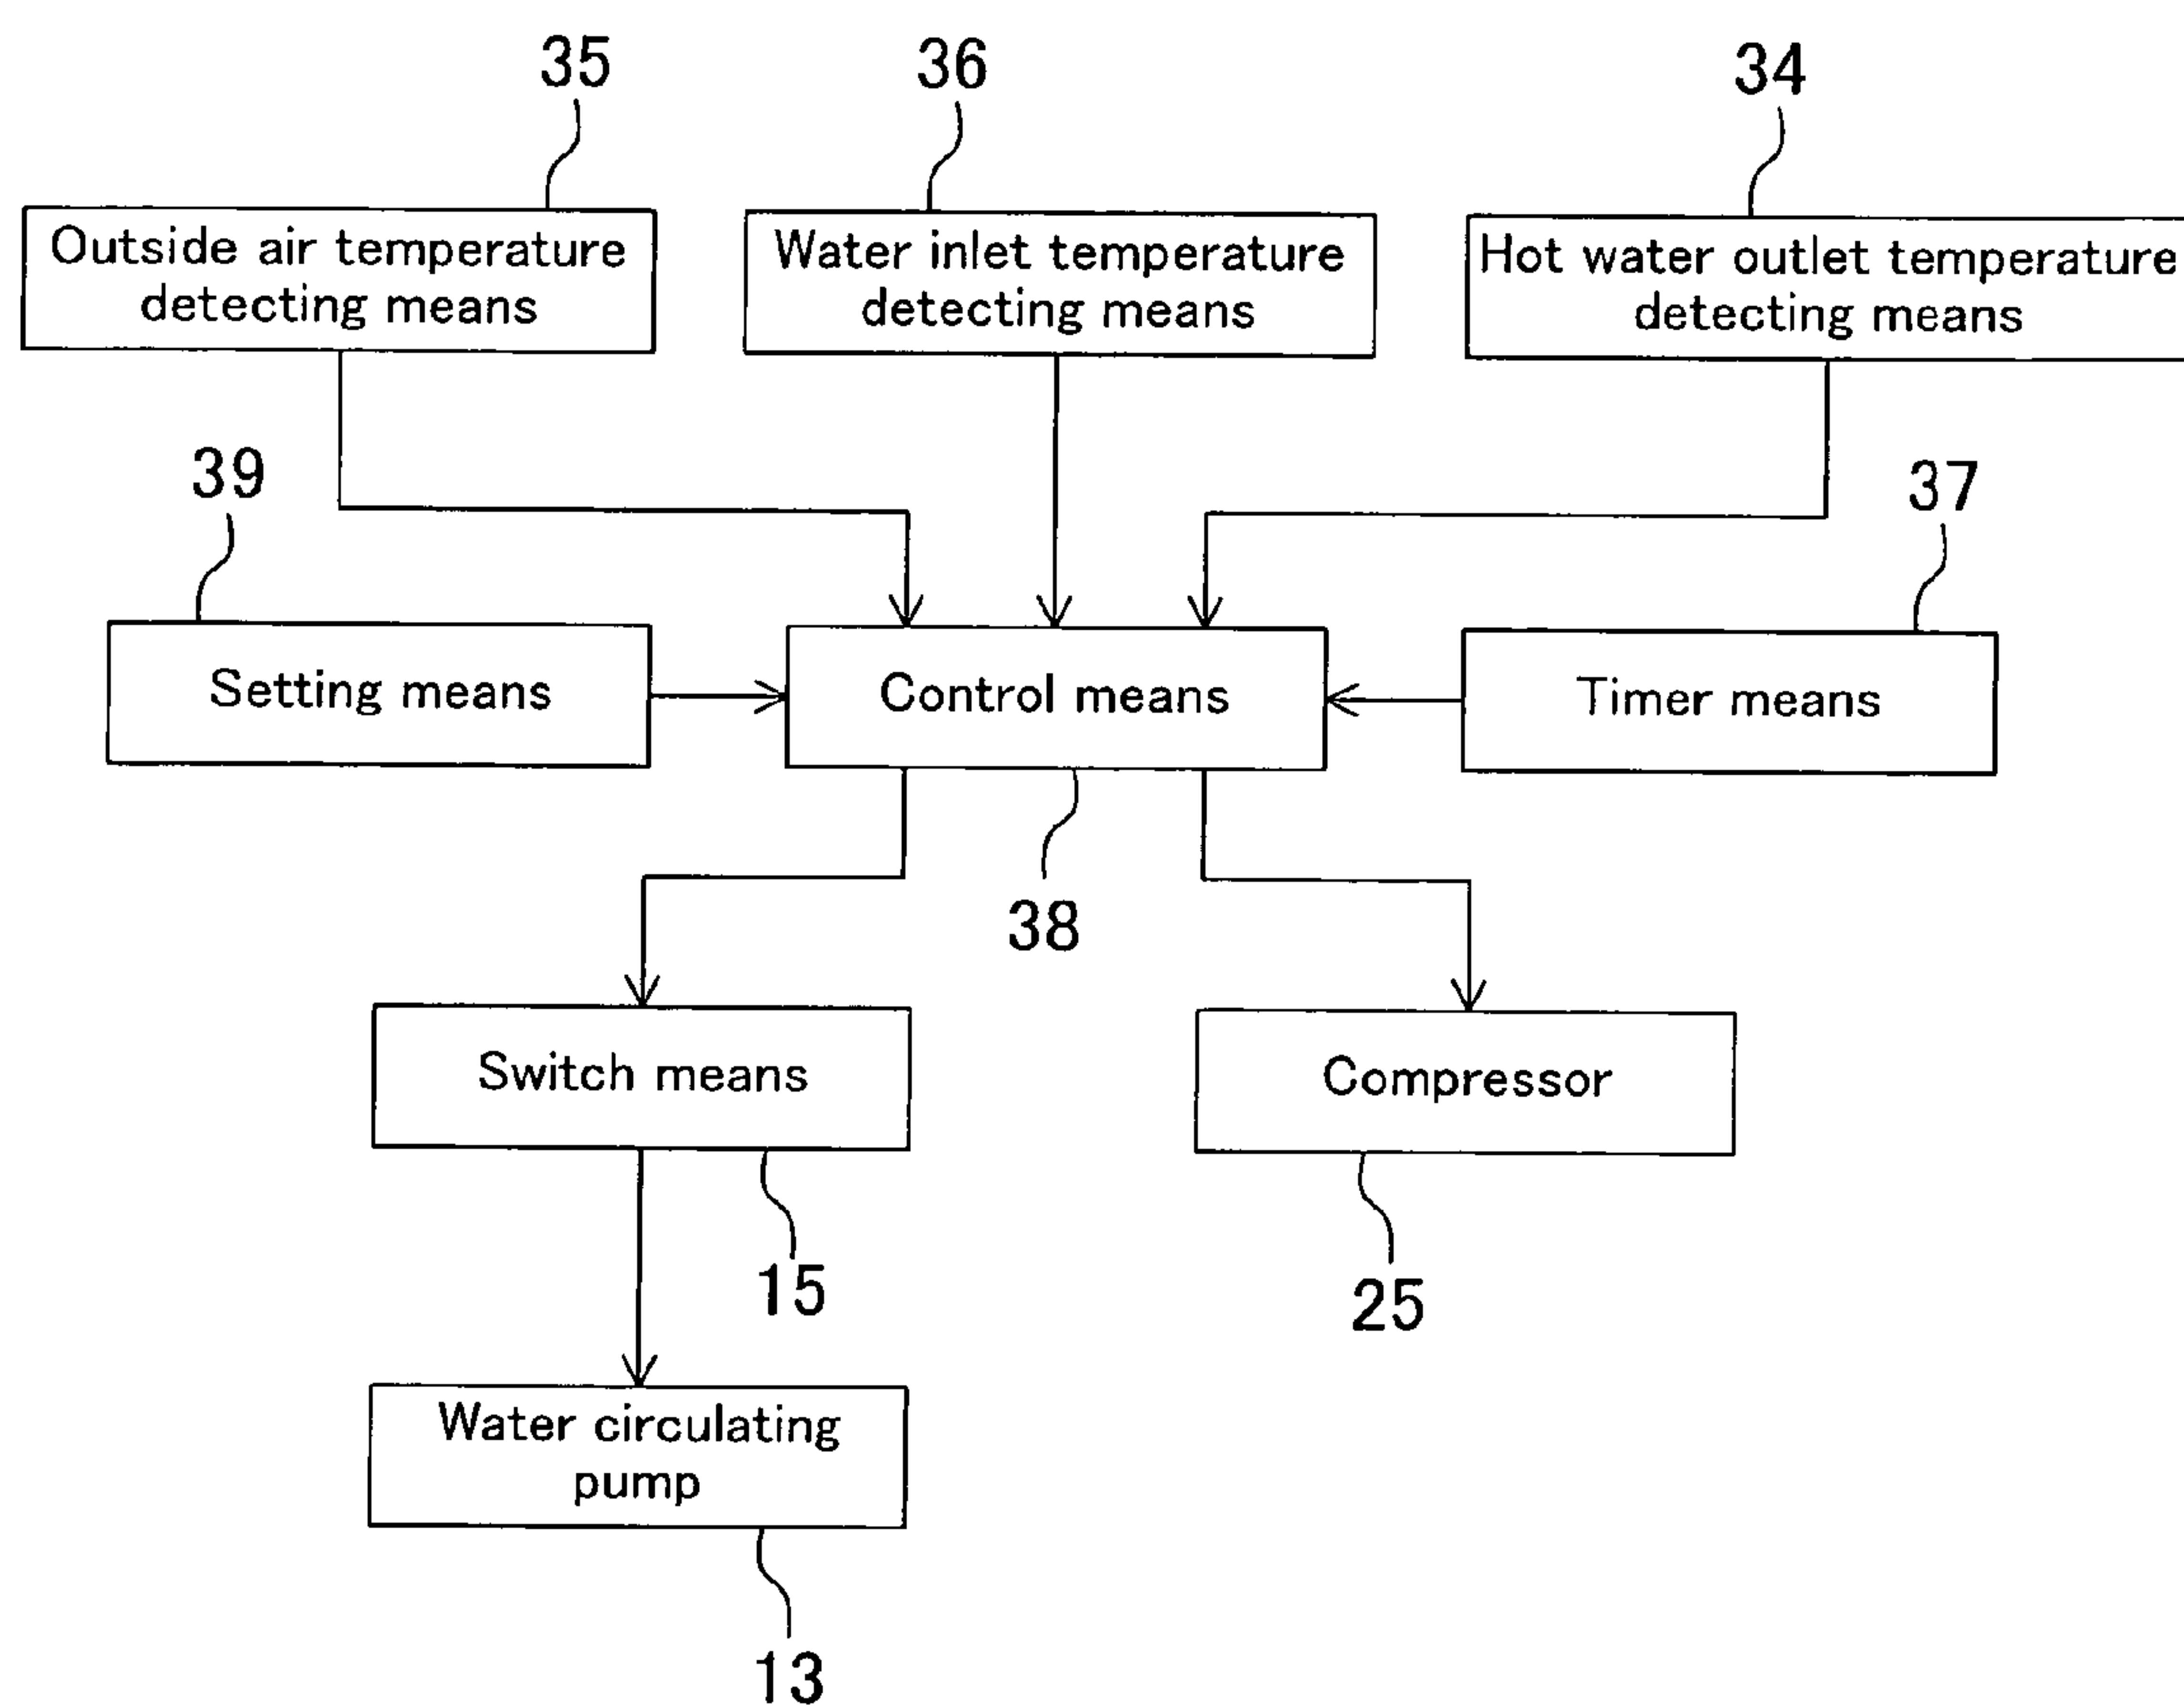 35
36
34
Outside air temperature
detecting means
Water inlet temperature
detecting means
Hot water outlet temperature
detecting means
39
37
Setting means
Control means
Timer means
38
Switch means
Compressor
15
25
Water circulating
pump
13